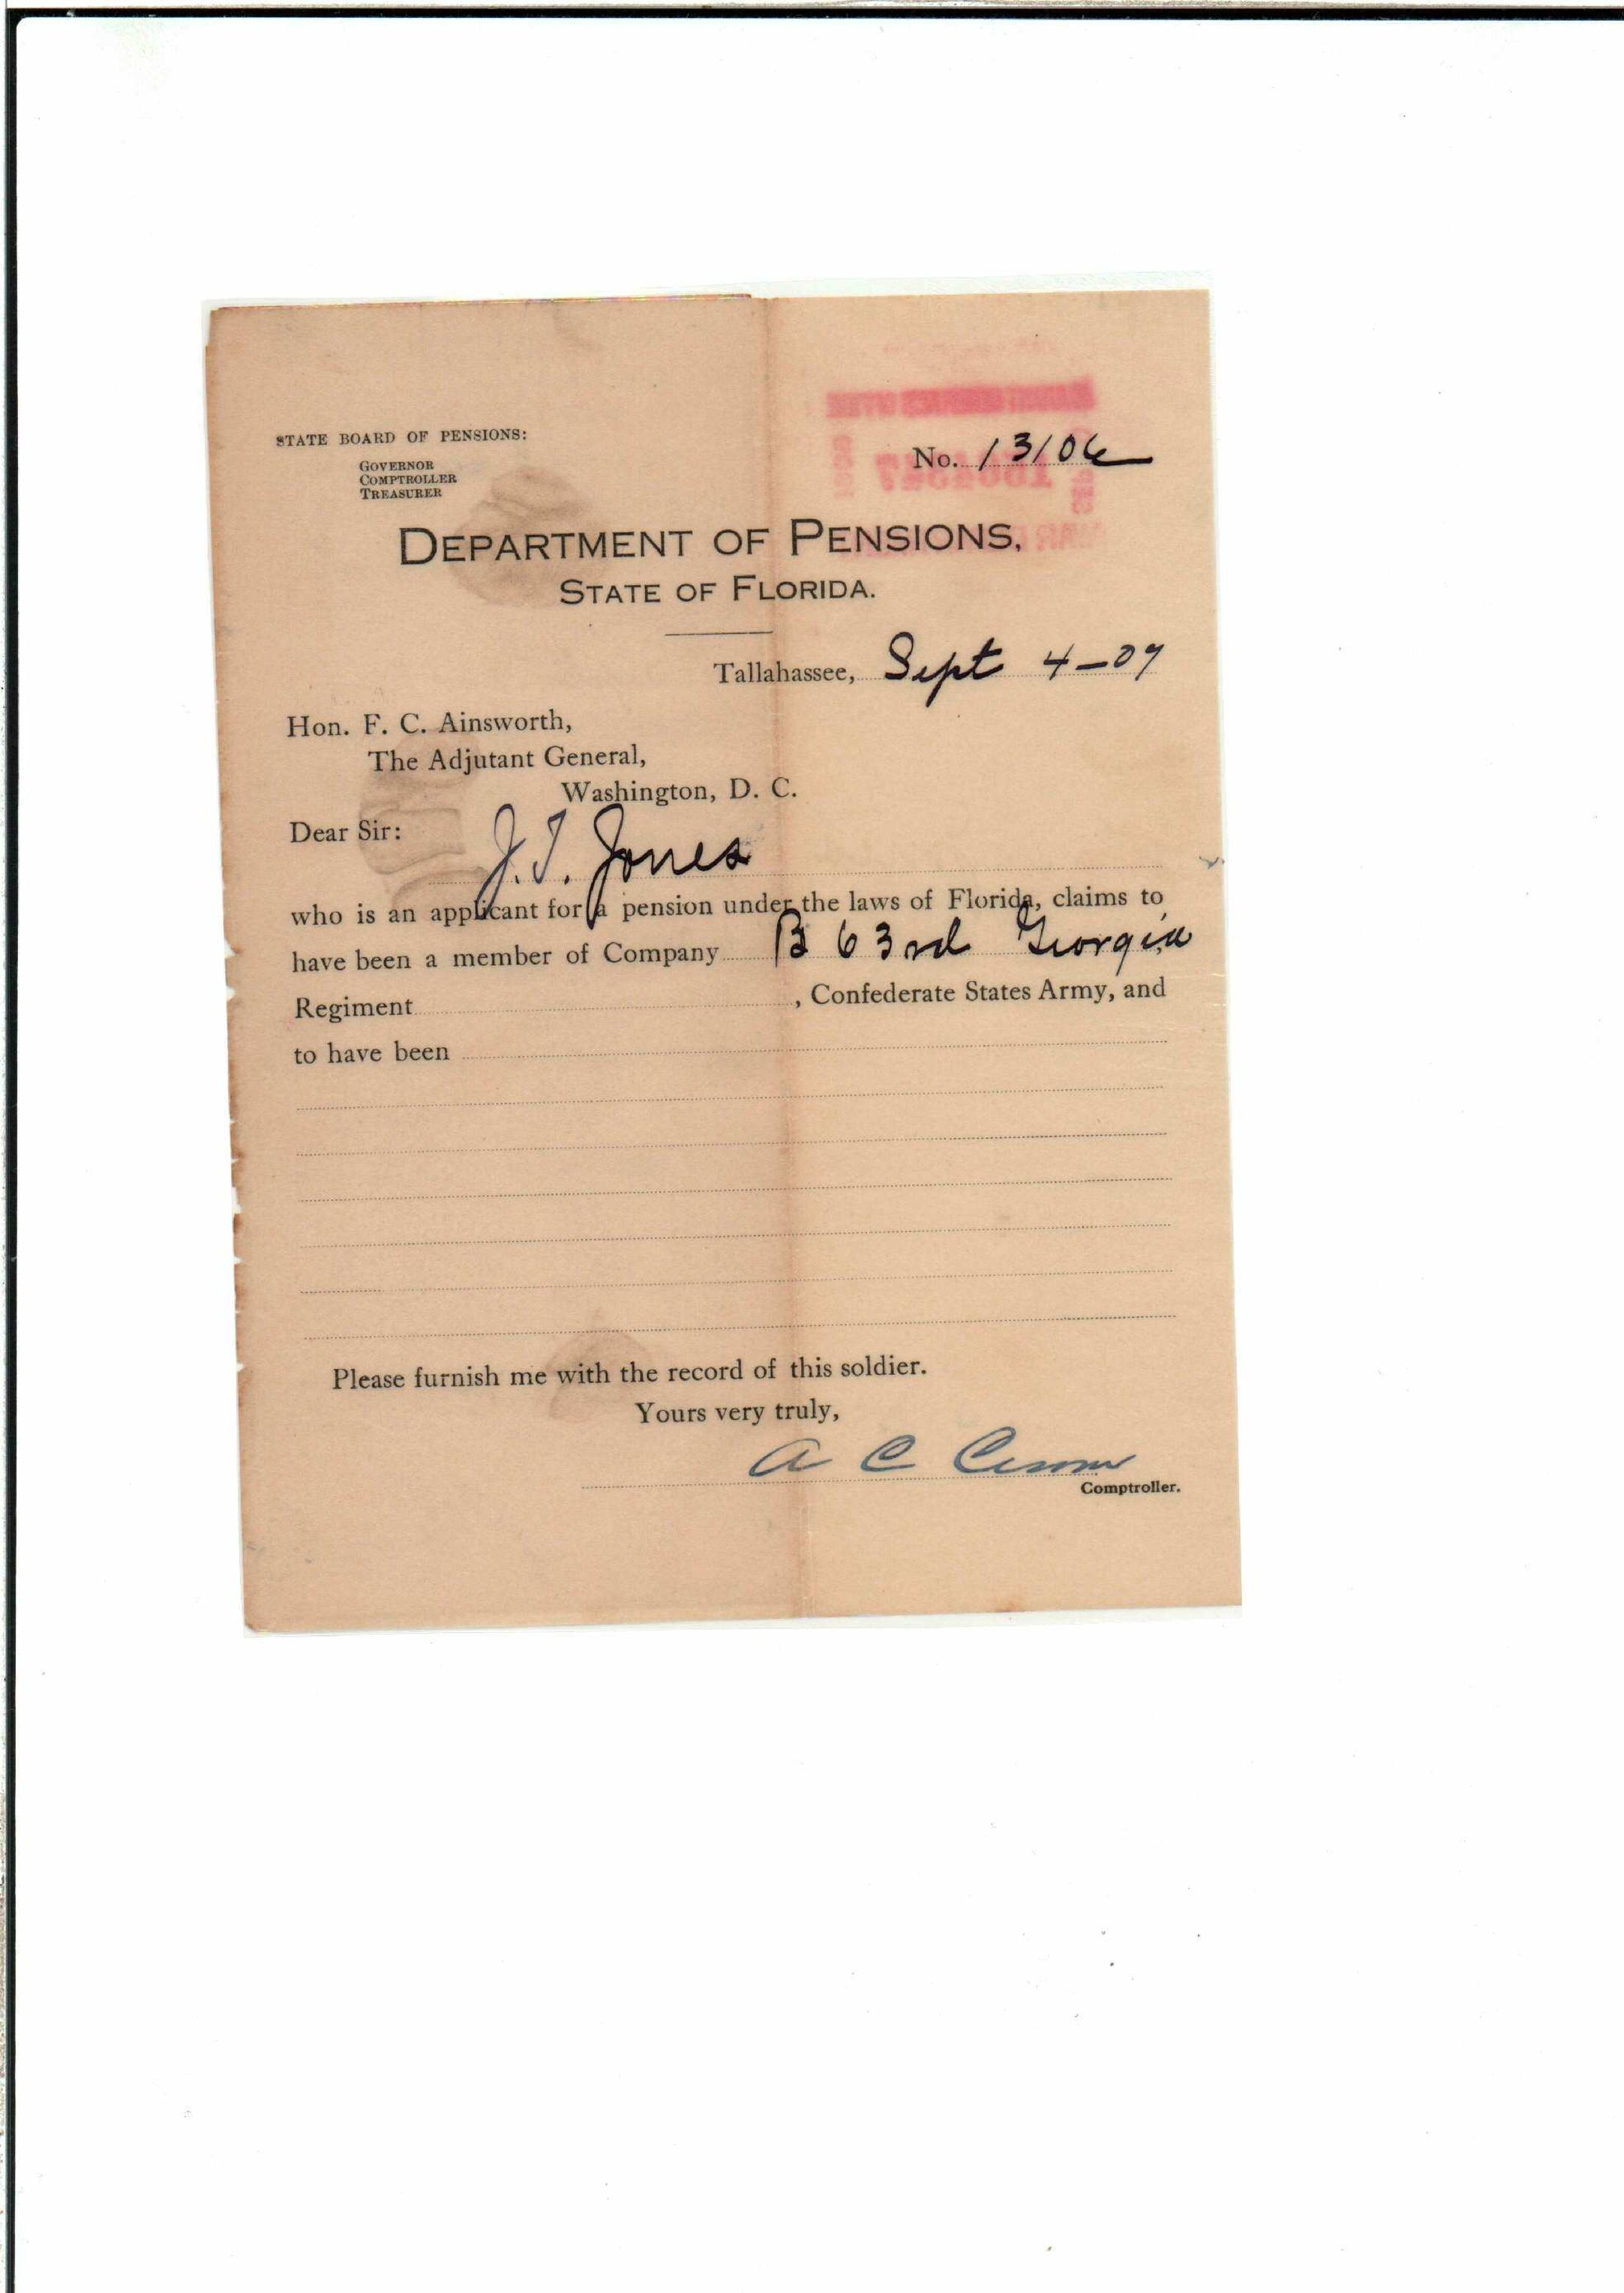 STATE BOARD OF PENSIONS:
GOVERNOR
COMPTROLLER
TREASURER
No. 13106
DEPARTMENT OF PENSIONS,
STATE OF FLORIDA.
Tallahassee, Sept 4-09
Hon. F. C. Ainsworth,
The Adjutant General,
Washington, D. C.
Dear Sir:
J. T. Jones
who is an applicant for a pension under the laws of Florida, claims to
have been a member of Company B 63rd Georgia
Regiment , Confederate States Army, and
to have been
Please furnish me with the record of this soldier.
Yours very truly,
A C
Comptroller.